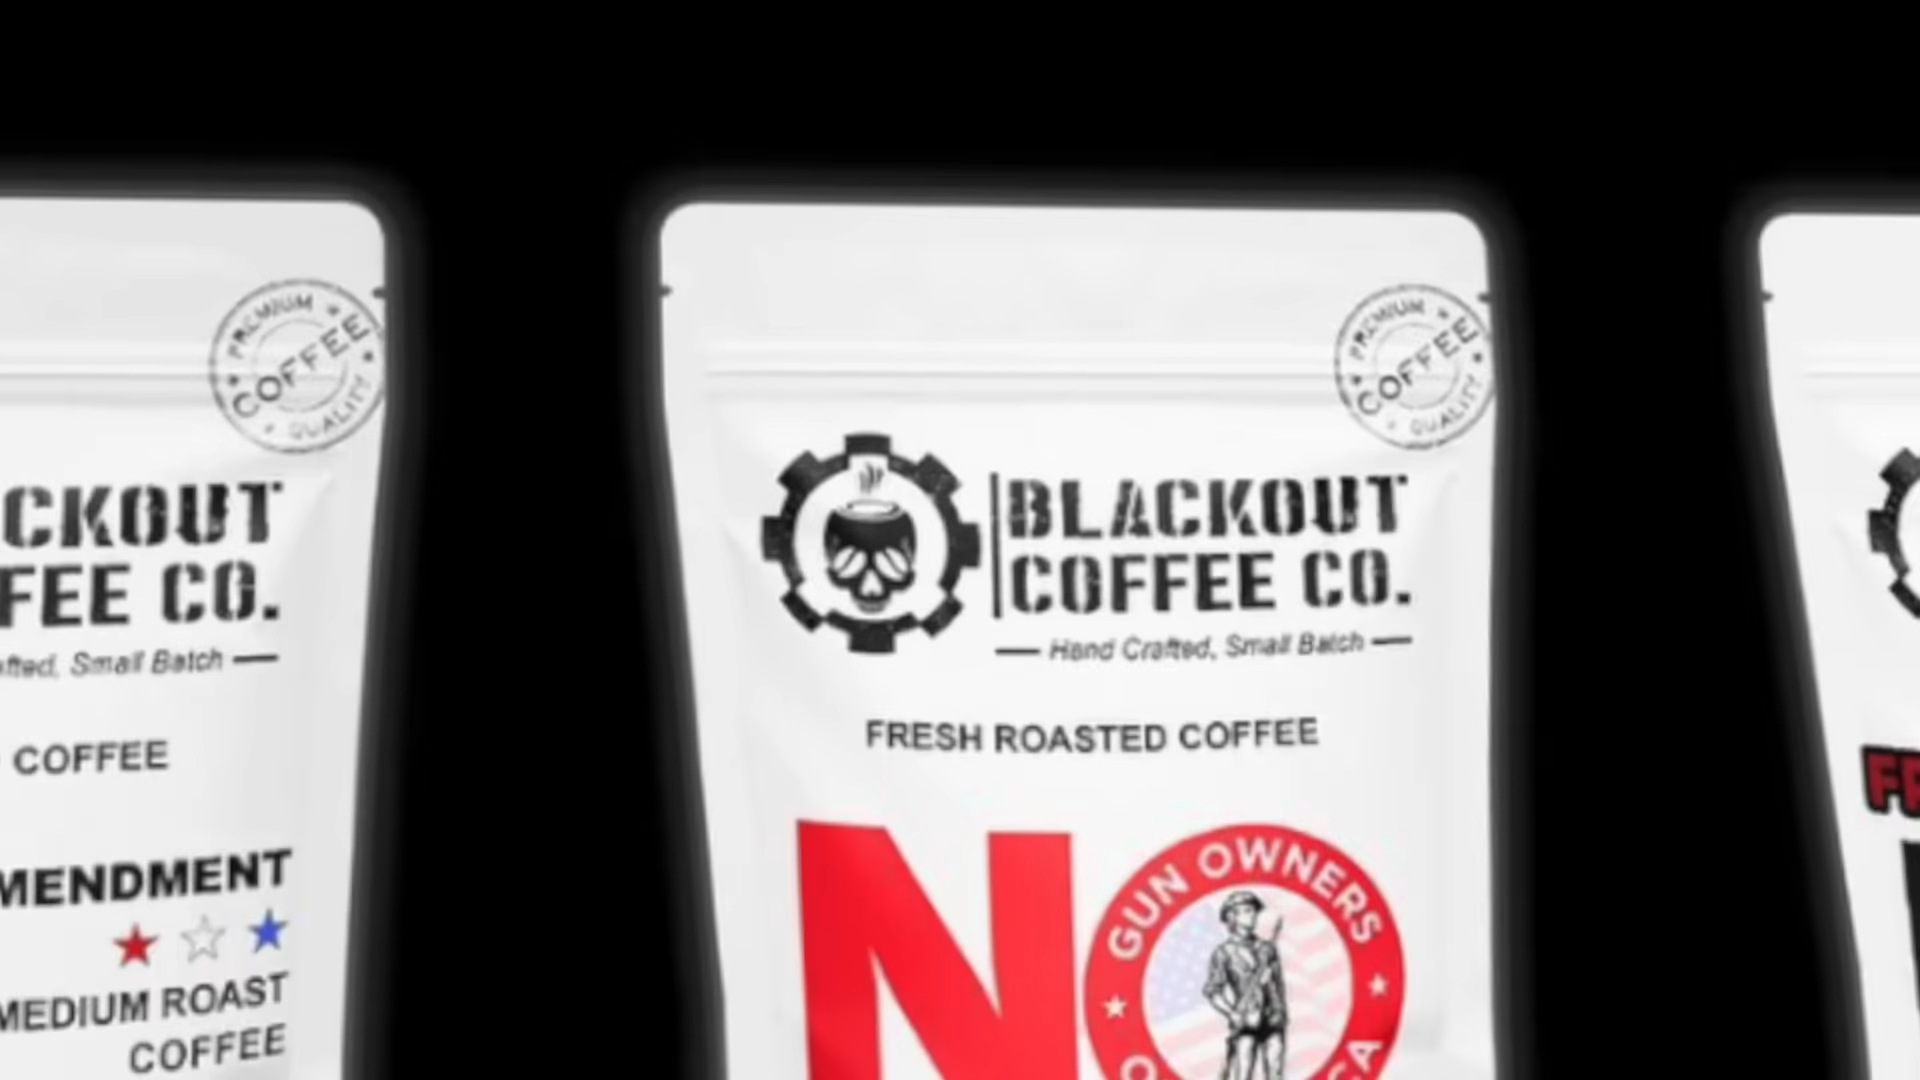 PREMIUM
COFFEE
QUALITY
CKOUT
FEE CO.
Small Batch
COFFEE
MENDMENT
MEDIUM ROAST
COFFEE
PREMIUM
COFFEE
QUALITY
BLACKOUT
COFFEE CO.
Hand Crafted, Small Batch
FRESH ROASTED COFFEE
NO
GUN OWNERS